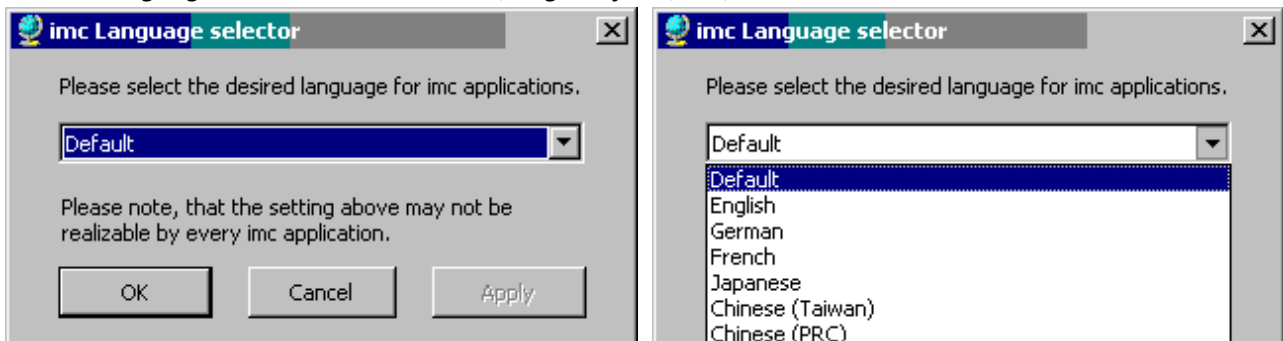 imc Language selector
Please select the desired language for imc applications.
Default
Please note, that the setting above may not be
realizable by every imc application.
OK
Cancel
Apply
imc Language selector
Please select the desired language for imc applications.
Default
Default
English
German
French
Japanese
Chinese (Taiwan)
Chinese (PRC)